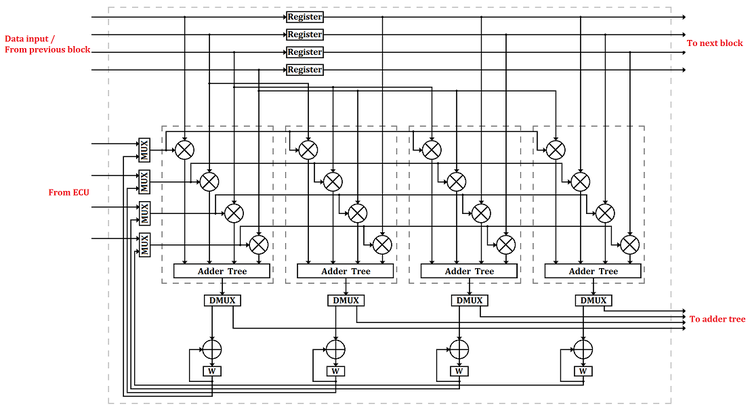 Register
Data input /
From previous block
Register
To next block
Register
Register
MUX
MUX
From ECU
MUX
MUX
Adder Tree
Adder Tree
Adder Tree
Adder Tree
DMUX
DMUX
DMUX
DMUX
To adder tree
W
W
W
W